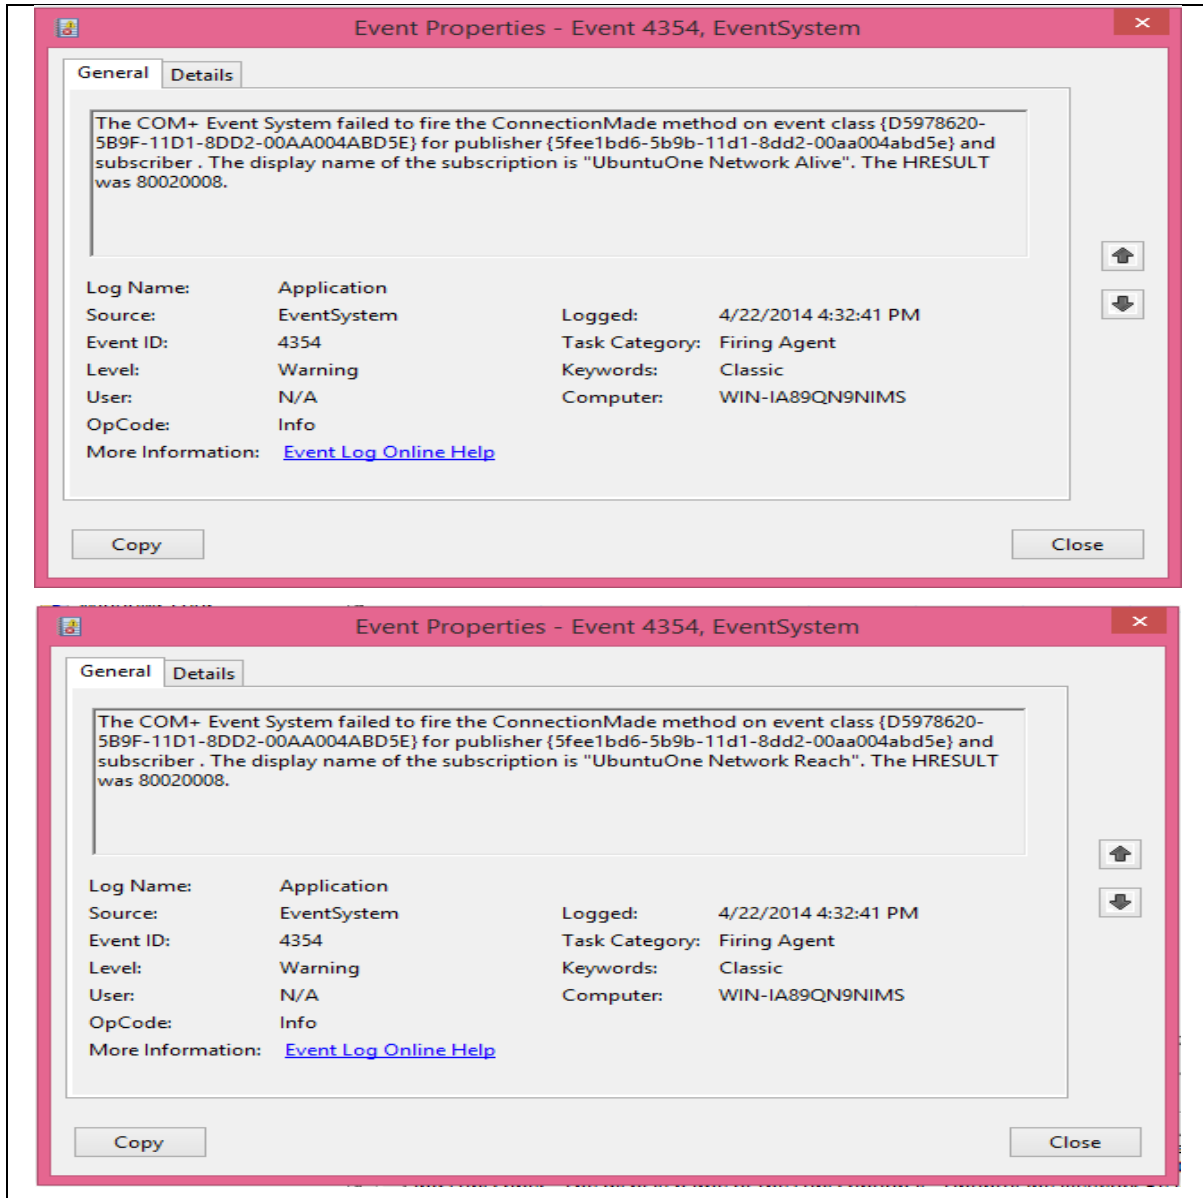 Event Properties - Event 4354, EventSystem
General Details
The COM+ Event System failed to fire the ConnectionMade method on event class {D5978620-
5B9F-11D1-8DD2-00AA004ABD5E} for publisher {5fee1bd6-5b9b-11d1-8dd2-00aa004abd5e} and
subscriber . The display name of the subscription is "UbuntuOne Network Alive". The HRESULT
was 80020008.
Log Name: Application
Source: EventSystem Logged: 4/22/2014 4:32:41 PM
Event ID: 4354 Task Category: Firing Agent
Level: Warning Keywords: Classic
User: N/A Computer: WIN-IA89QN9NIMS
OpCode: Info
More Information: Event Log Online Help
Copy Close
Event Properties - Event 4354, EventSystem
General Details
The COM+ Event System failed to fire the ConnectionMade method on event class {D5978620-
5B9F-11D1-8DD2-00AA004ABD5E} for publisher {5fee1bd6-5b9b-11d1-8dd2-00aa004abd5e} and
subscriber . The display name of the subscription is "UbuntuOne Network Reach". The HRESULT
was 80020008.
Log Name: Application
Source: EventSystem Logged: 4/22/2014 4:32:41 PM
Event ID: 4354 Task Category: Firing Agent
Level: Warning Keywords: Classic
User: N/A Computer: WIN-IA89QN9NIMS
OpCode: Info
More Information: Event Log Online Help
Copy Close